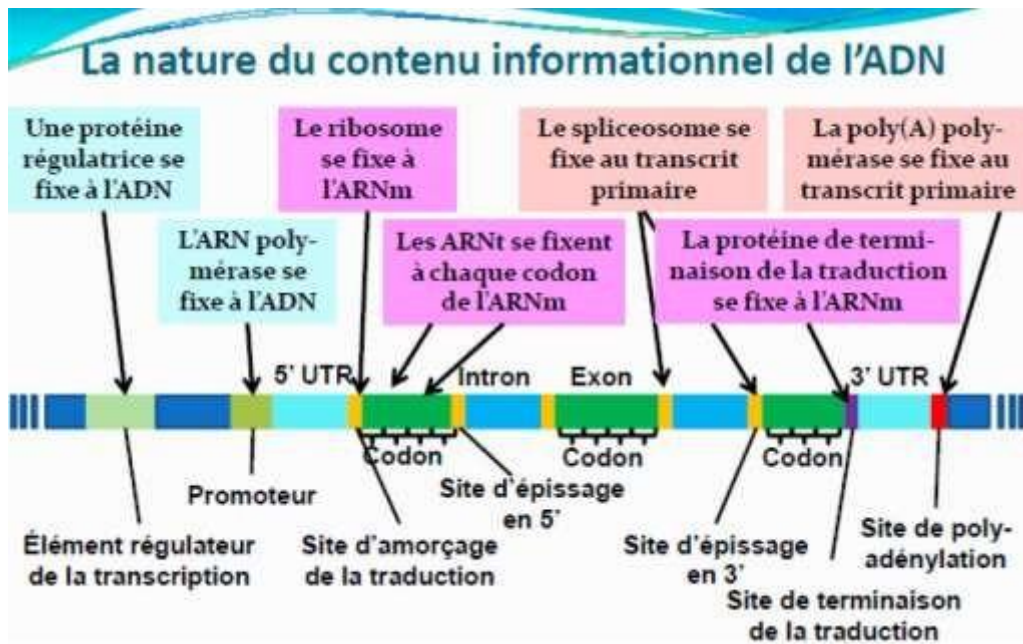 La nature du contenu informationnel de l'ADN
Une protéine
régulatrice se
fixe à l'ADN
Le ribosome
se fixe à
l'ARNm
Le spliceosome se
fixe au transcrit
primaire
La poly(A) poly-
mérase se fixe au
transcrit primaire
L'ARN poly-
mérase se
fixe à l'ADN
Les ARNt se fixent
à chaque codon
de l'ARNm
La protéine de termi-
naison de la traduction
se fixe à l'ARNm
5' UTR
Intron
Exon
3' UTR
Codon
Codon
Codon
Promoteur
Site d'épissage
en 5'
Élément régulateur
de la transcription
Site d'amorçage
de la traduction
Site d'épissage
en 3'
Site de poly-
adénylation
Site de terminaison
de la traduction